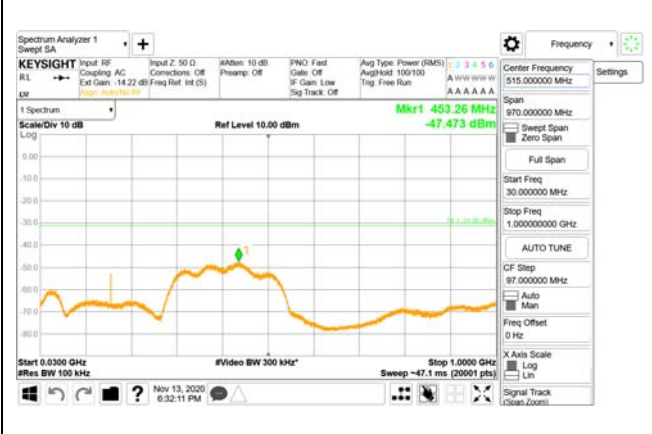 Spectrum Analyzer 1
Swept SA
Frequency
KEYSIGHT
RL
Input: RF
Coupling: AC
Ext Gain: -14.22 dB
Align: Auto/No RF
Input Z: 50 Ω
Corrections: Off
Freq Ref: Int (S)
#Atten: 10 dB
Preamp: Off
PNO: Fast
Gate: Off
IF Gain: Low
Sig Track: Off
Avg Type: Power (RMS)
Avg|Hold: 100/100
Trig: Free Run
1 2 3 4 5 6
A W W W W W
A A A A A A
1 Spectrum
Scale/Div 10 dB
Ref Level 10.00 dBm
Mkr1 453.26 MHz
-47.473 dBm
Log
0.00
-10.0
-20.0
-30.0
-40.0
-50.0
-60.0
-70.0
-80.0
1
Start 0.0300 GHz
#Res BW 100 kHz
#Video BW 300 kHz*
Stop 1.0000 GHz
Sweep ~47.1 ms (20001 pts)
Nov 13, 2020
6:32:11 PM
Center Frequency
515.000000 MHz
Settings
Span
970.000000 MHz
Swept Span
Zero Span
Full Span
Start Freq
30.000000 MHz
Stop Freq
1.000000000 GHz
AUTO TUNE
CF Step
97.000000 MHz
Auto
Man
Freq Offset
0 Hz
X Axis Scale
Log
Lin
Signal Track
(Span Zoom)